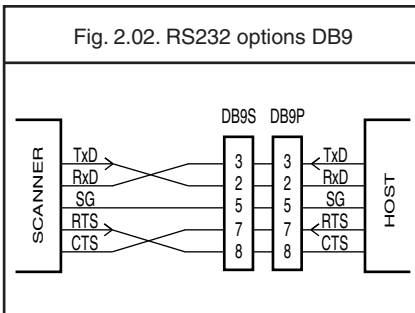 Fig. 2.02. RS232 options DB9
DB9S DB9P
SCANNER
HOST
TxD 3 3 TxD
RxD 2 2 RxD
SG 5 5 SG
RTS 7 7 RTS
CTS 8 8 CTS